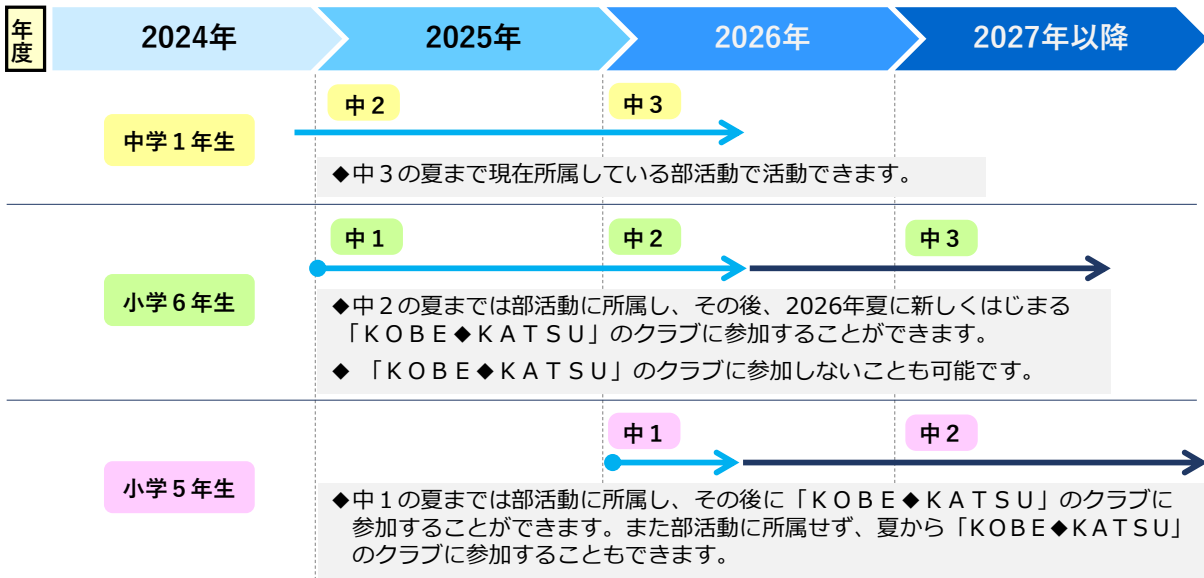 年度
2024年
2025年
2026年
2027年以降
中学1年生
中2
中3
◆中3の夏まで現在所属している部活動で活動できます。
小学6年生
中1
中2
中3
◆中2の夏までは部活動に所属し、その後、2026年夏に新しくはじまる
「KOBE◆KATSU」のクラブに参加することができます。
◆ 「KOBE◆KATSU」のクラブに参加しないことも可能です。
小学5年生
中1
中2
◆中1の夏までは部活動に所属し、その後に「KOBE◆KATSU」のクラブに
参加することができます。また部活動に所属せず、夏から「KOBE◆KATSU」
のクラブに参加することもできます。